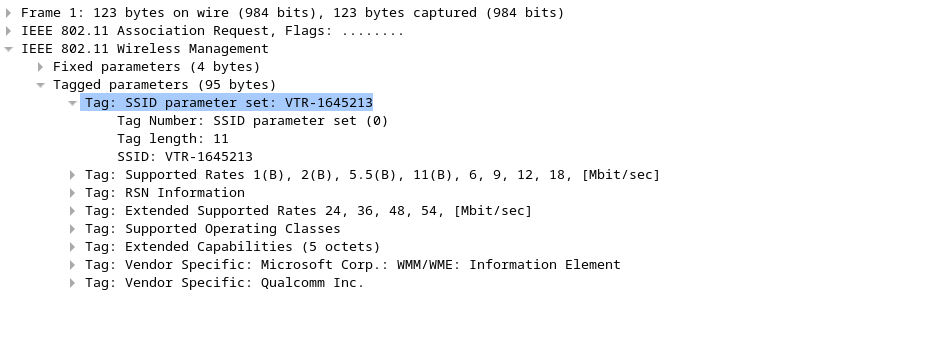 Frame 1: 123 bytes on wire (984 bits), 123 bytes captured (984 bits)
IEEE 802.11 Association Request, Flags: ........
IEEE 802.11 Wireless Management
Fixed parameters (4 bytes)
Tagged parameters (95 bytes)
Tag: SSID parameter set: VTR-1645213
Tag Number: SSID parameter set (0)
Tag length: 11
SSID: VTR-1645213
Tag: Supported Rates 1(B), 2(B), 5.5(B), 11(B), 6, 9, 12, 18, [Mbit/sec]
Tag: RSN Information
Tag: Extended Supported Rates 24, 36, 48, 54, [Mbit/sec]
Tag: Supported Operating Classes
Tag: Extended Capabilities (5 octets)
Tag: Vendor Specific: Microsoft Corp.: WMM/WME: Information Element
Tag: Vendor Specific: Qualcomm Inc.